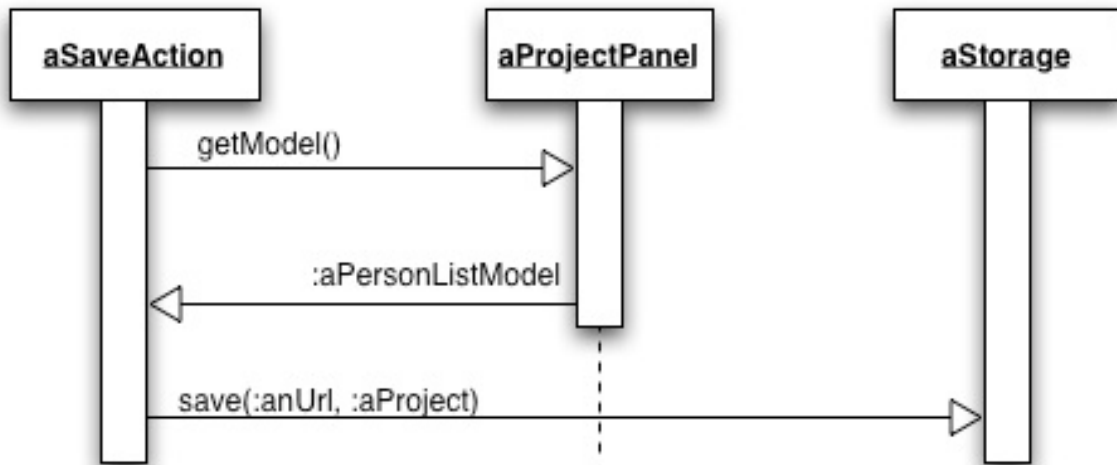 aSaveAction
aProjectPanel
aStorage
getModel()
:aPersonListModel
save(:anUrl, :aProject)